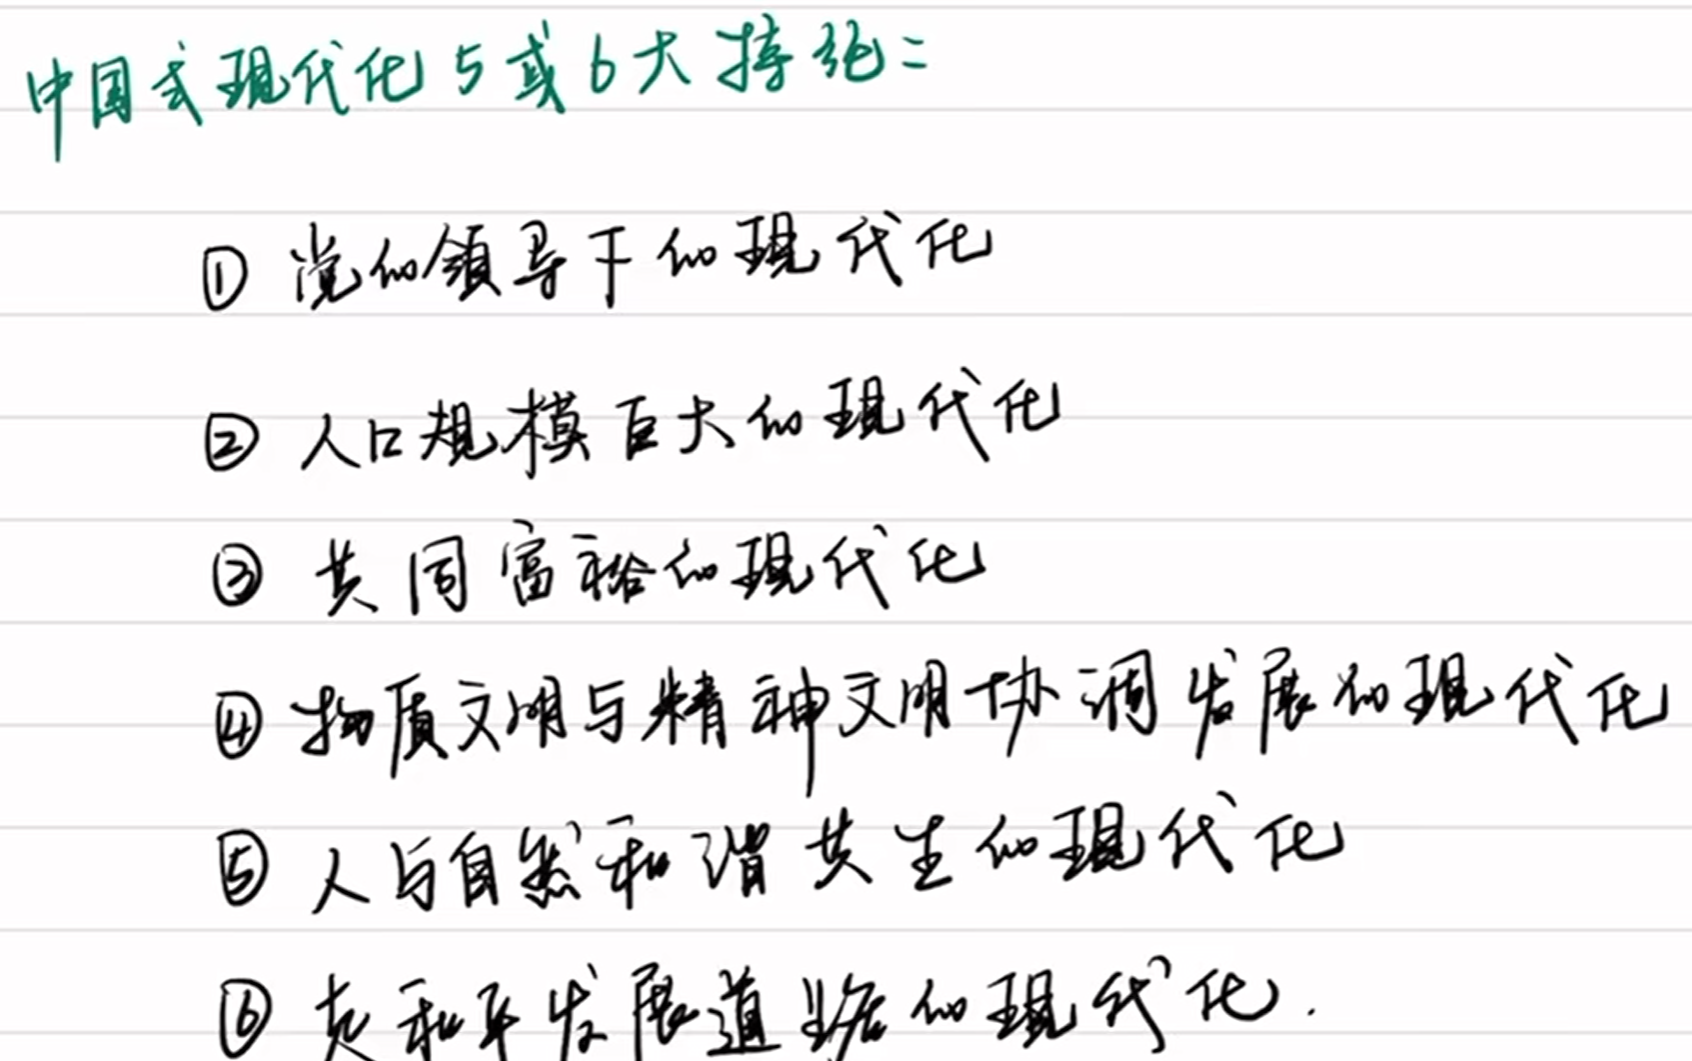 中国式现代化5或6大特征:
① 党的领导下的现代化
② 人口规模巨大的现代化
③ 共同富裕的现代化
④ 物质文明与精神文明协调发展的现代化
⑤ 人与自然和谐共生的现代化
⑥ 走和平发展道路的现代化.